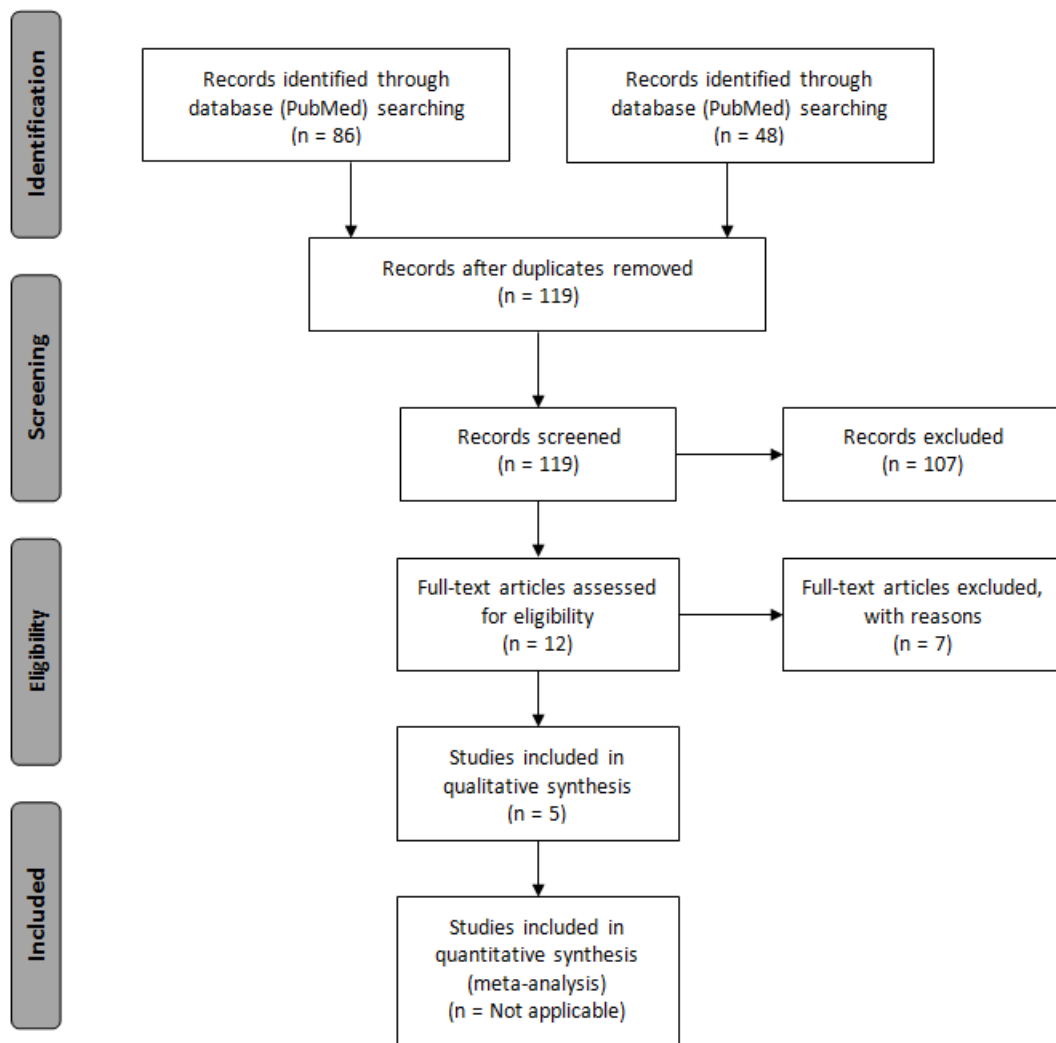 Identification
Records identified through
database (PubMed) searching
(n = 86)
Records identified through
database (PubMed) searching
(n = 48)
Records after duplicates removed
(n = 119)
Screening
Records screened
(n = 119)
Records excluded
(n = 107)
Eligibility
Full-text articles assessed
for eligibility
(n = 12)
Full-text articles excluded,
with reasons
(n = 7)
Studies included in
qualitative synthesis
(n = 5)
Included
Studies included in
quantitative synthesis
(meta-analysis)
(n = Not applicable)